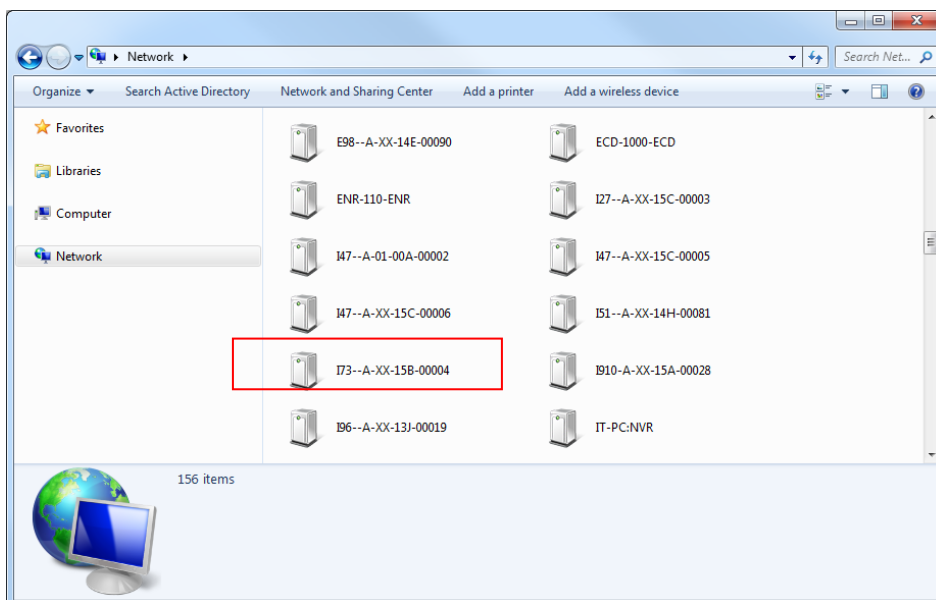 Network
Search Net...
Organize
Search Active Directory
Network and Sharing Center
Add a printer
Add a wireless device
Favorites
Libraries
Computer
Network
E98--A-XX-14E-00090
ECD-1000-ECD
ENR-110-ENR
I27--A-XX-15C-00003
I47--A-01-00A-00002
I47--A-XX-15C-00005
I47--A-XX-15C-00006
I51--A-XX-14H-00081
I73--A-XX-15B-00004
I910-A-XX-15A-00028
I96--A-XX-13J-00019
IT-PC:NVR
156 items